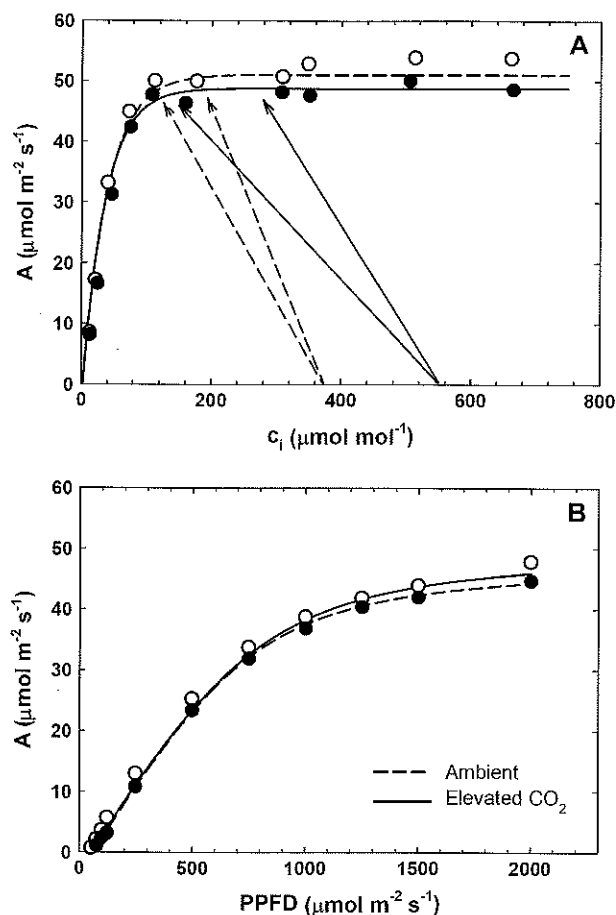 A
60
50
40
30
20
10
0
A (μmol m⁻² s⁻¹)
0 200 400 600 800
cᵢ (μmol mol⁻¹)
B
60
50
40
30
20
10
0
A (μmol m⁻² s⁻¹)
Ambient
Elevated CO₂
0 500 1000 1500 2000
PPFD (μmol m⁻² s⁻¹)